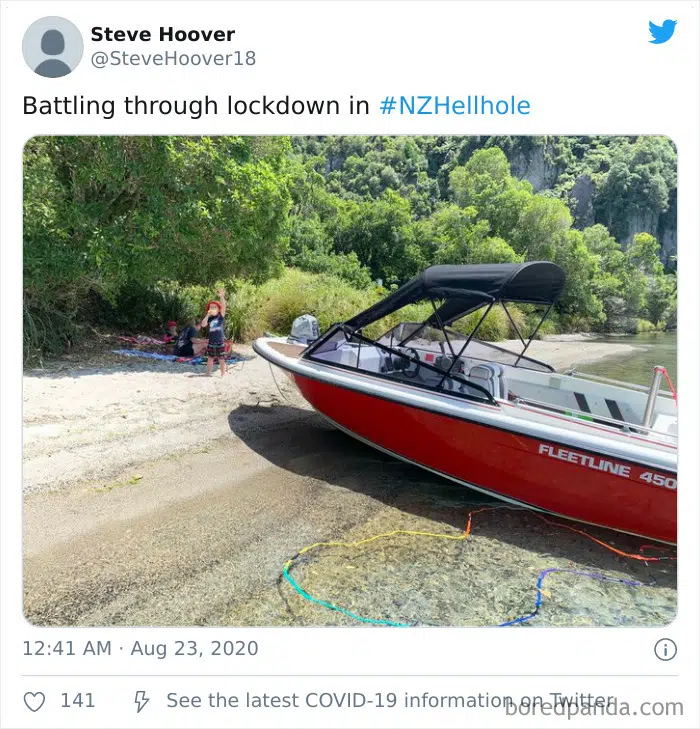 Steve Hoover
@SteveHoover18
Battling through lockdown in #NZHellhole
FLEETLINE 450
12:41 AM · Aug 23, 2020
141
See the latest COVID-19 information on Twitter
boredpanda.com